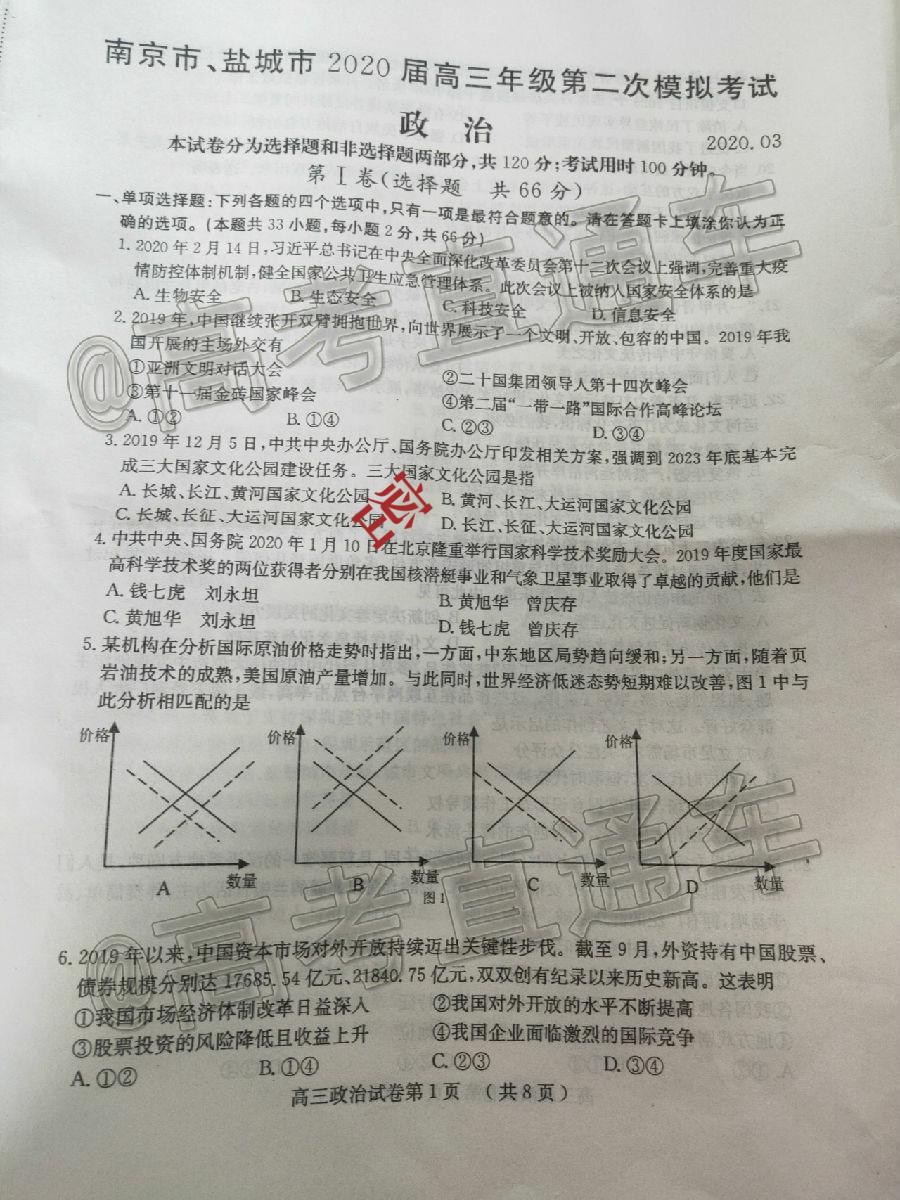 南京市、盐城市 2020 届高三年级第二次模拟考试
政 治
2020.03
本试卷分为选择题和非选择题两部分,共 120 分;考试用时 100 分钟。
第Ⅰ卷(选择题 共 66 分)
一、单项选择题:下列各题的四个选项中,只有一项是最符合题意的。请在答题卡上填涂你认为正
确的选项。(本题共 33 小题,每小题 2 分,共 66 分)
1. 2020 年 2 月 14 日,习近平总书记在中央全面深化改革委员会第十二次会议上强调,完善重大疫
情防控体制机制,健全国家公共卫生应急管理体系。此次会议上被纳入国家安全体系的是
A. 生物安全 B. 生态安全 C. 科技安全 D. 信息安全
2. 2019 年,中国继续张开双臂拥抱世界,向世界展示了一个文明、开放、包容的中国。2019 年我
国开展的主场外交有
①亚洲文明对话大会 ②二十国集团领导人第十四次峰会
③第十一届金砖国家峰会 ④第二届“一带一路”国际合作高峰论坛
A. ①② B. ①④ C. ②③ D. ③④
3. 2019 年 12 月 5 日,中共中央办公厅、国务院办公厅印发相关方案,强调到 2023 年底基本完
成三大国家文化公园建设任务。三大国家文化公园是指
A. 长城、长江、黄河国家文化公园 B. 黄河、长江、大运河国家文化公园
C. 长城、长征、大运河国家文化公园 D. 长江、长征、大运河国家文化公园
4. 中共中央、国务院 2020 年 1 月 10 日在北京隆重举行国家科学技术奖励大会。2019 年度国家最
高科学技术奖的两位获得者分别在我国核潜艇事业和气象卫星事业取得了卓越的贡献,他们是
A. 钱七虎 刘永坦 B. 黄旭华 曾庆存
C. 黄旭华 刘永坦 D. 钱七虎 曾庆存
5. 某机构在分析国际原油价格走势时指出,一方面,中东地区局势趋向缓和;另一方面,随着页
岩油技术的成熟,美国原油产量增加。与此同时,世界经济低迷态势短期难以改善,图 1 中与
此分析相匹配的是
价格 价格 价格 价格
A 数量 B 数量 C 数量 D 数量
图 1
6. 2019 年以来,中国资本市场对外开放持续迈出关键性步伐。截至 9 月,外资持有中国股票、
债券规模分别达 17685.54 亿元、21840.75 亿元,双双创有纪录以来历史新高。这表明
①我国市场经济体制改革日益深入 ②我国对外开放的水平不断提高
③股票投资的风险降低且收益上升 ④我国企业面临激烈的国际竞争
A. ①② B. ①④ C. ②③ D. ③④
高三政治试卷第 1 页 (共 8 页)
@高考直通车
密
@高考直通车